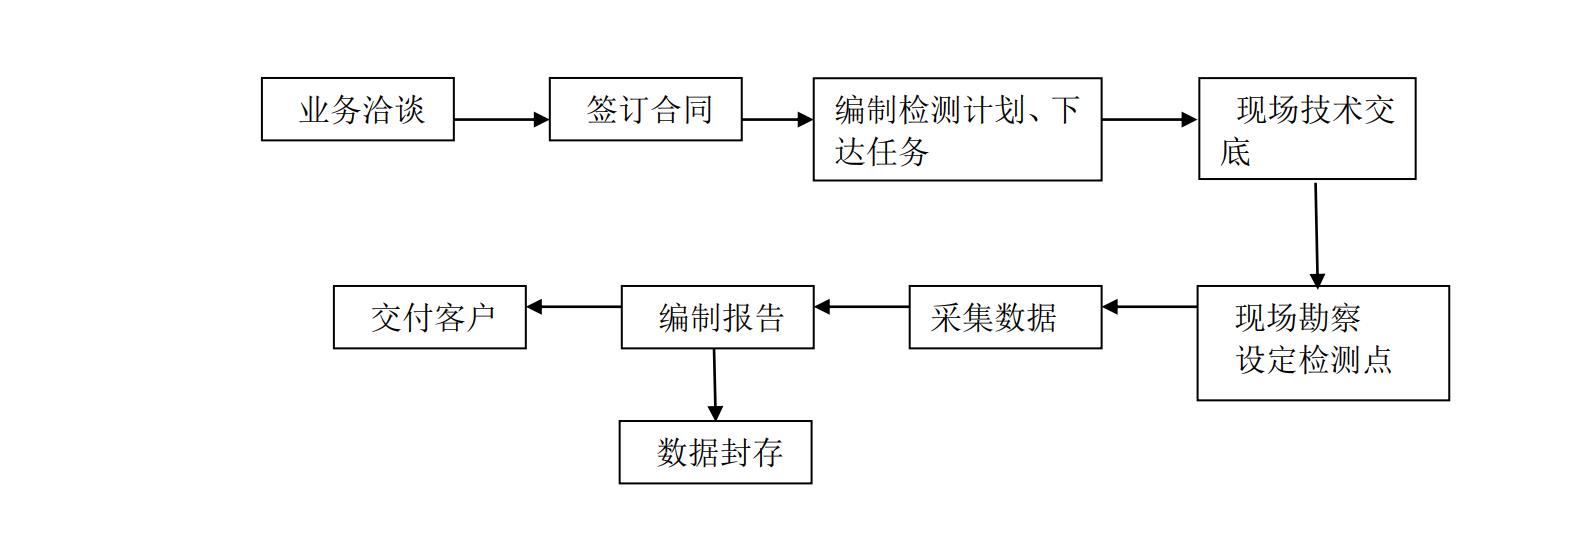 业务洽谈
签订合同
编制检测计划、下
达任务
现场技术交
底
现场勘察
设定检测点
采集数据
编制报告
交付客户
数据封存